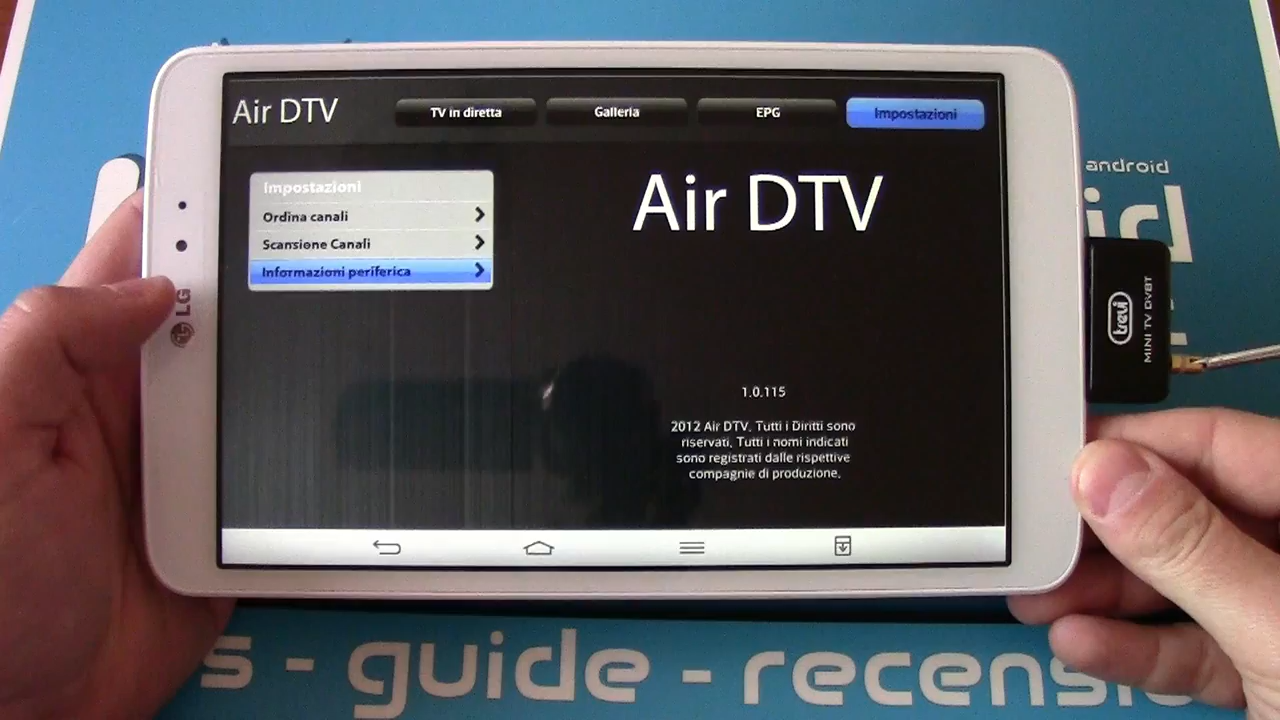 Air DTV
TV in diretta
Galleria
EPG
Impostazioni
Impostazioni
Ordina canali
Scansione Canali
Informazioni periferica
Air DTV
1.0.115
2012 Air DTV. Tutti i Diritti sono
riservati. Tutti i nomi indicati
sono registrati dalle rispettive
compagnie di produzione.
LG
trevi
MINI TV DVBT
android
id
s - guide - recensio